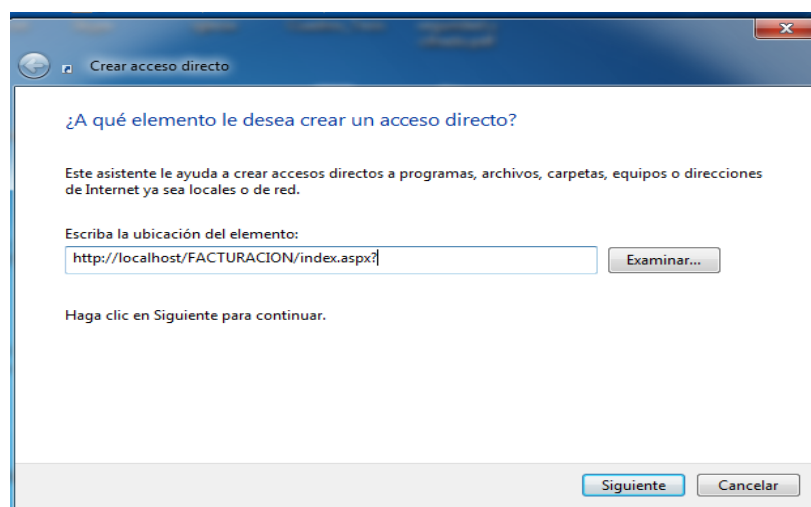 Crear acceso directo
¿A qué elemento le desea crear un acceso directo?
Este asistente le ayuda a crear accesos directos a programas, archivos, carpetas, equipos o direcciones
de Internet ya sea locales o de red.
Escriba la ubicación del elemento:
http://localhost/FACTURACION/index.aspx?
Examinar...
Haga clic en Siguiente para continuar.
Siguiente
Cancelar